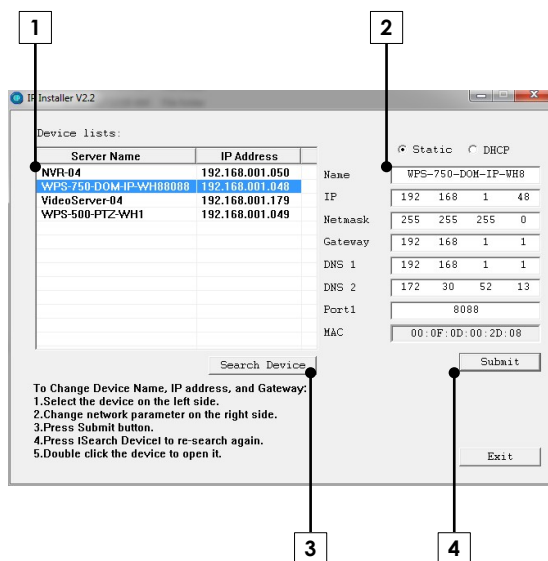 1
2
IP Installer V2.2
Device lists:
Server Name IP Address
NVR-04 192.168.001.050
WPS-750-DOM-IP-WH88088 192.168.001.048
VideoServer-04 192.168.001.179
WPS-500-PTZ-WH1 192.168.001.049
Static DHCP
Name WPS-750-DOM-IP-WH8
IP 192 168 1 48
Netmask 255 255 255 0
Gateway 192 168 1 1
DNS 1 192 168 1 1
DNS 2 172 30 52 13
Port1 8088
MAC 00:0F:0D:00:2D:08
Search Device
Submit
To Change Device Name, IP address, and Gateway:
1.Select the device on the left side.
2.Change network parameter on the right side.
3.Press Submit button.
4.Press [Search Device] to re-search again.
5.Double click the device to open it.
Exit
3
4